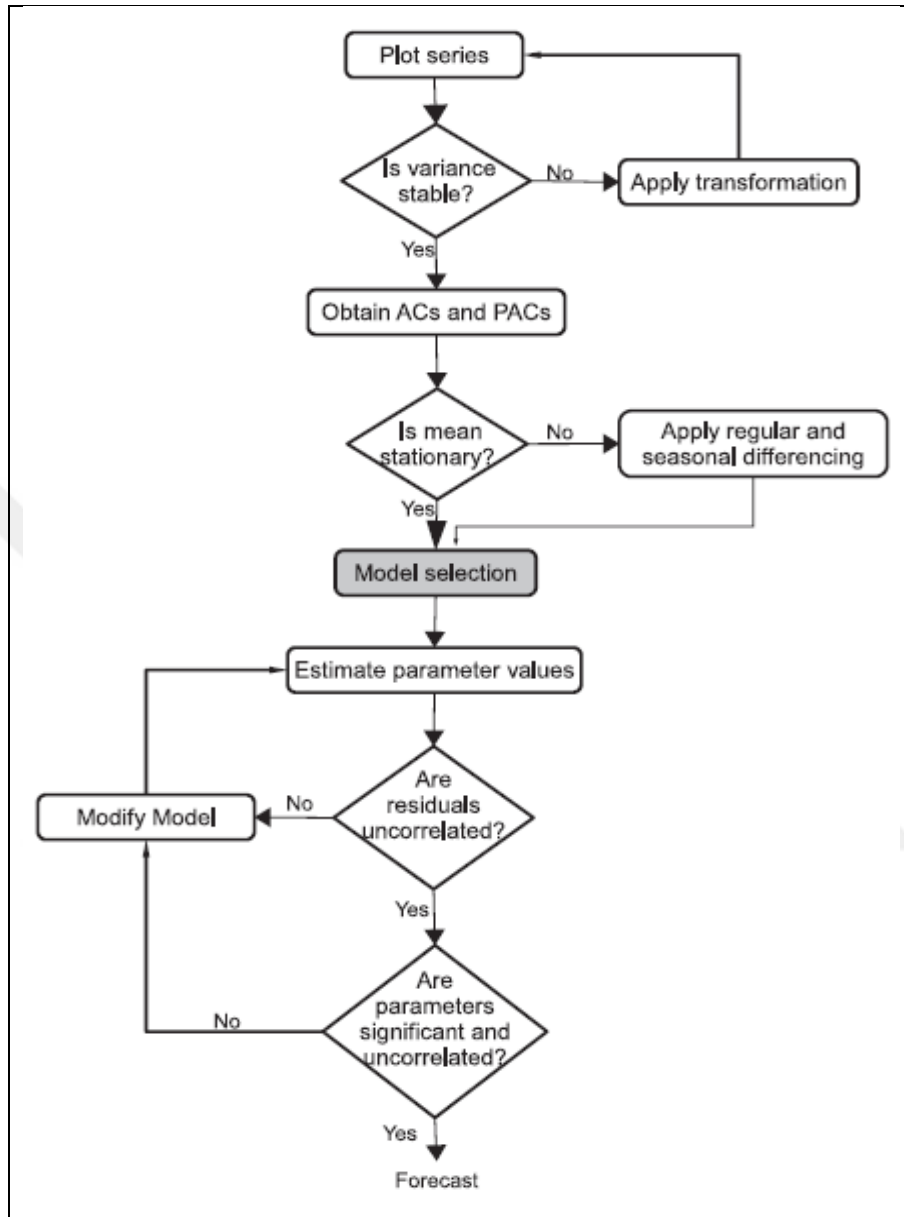 Plot series
Is variance
stable?
No
Apply transformation
Yes
Obtain ACs and PACs
Is mean
stationary?
No
Apply regular and
seasonal differencing
Yes
Model selection
Estimate parameter values
Are
residuals
uncorrelated?
No
Modify Model
Yes
Are
parameters
significant and
uncorrelated?
No
Yes
Forecast